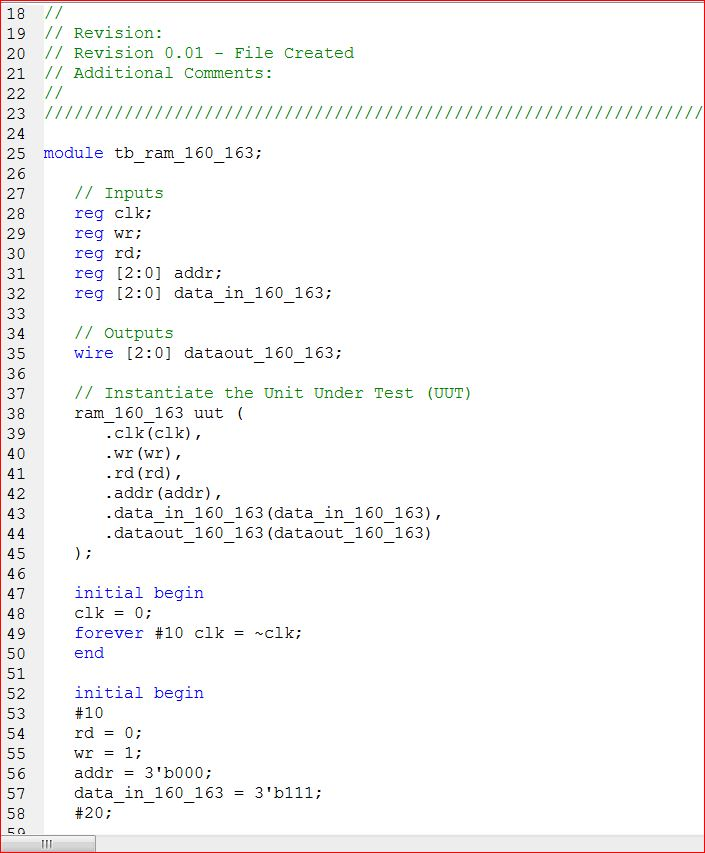 18 //
19 // Revision:
20 // Revision 0.01 - File Created
21 // Additional Comments:
22 //
23 //////////////////////////////////////////////////////////////////
24
25 module tb_ram_160_163;
26
27 // Inputs
28 reg clk;
29 reg wr;
30 reg rd;
31 reg [2:0] addr;
32 reg [2:0] data_in_160_163;
33
34 // Outputs
35 wire [2:0] dataout_160_163;
36
37 // Instantiate the Unit Under Test (UUT)
38 ram_160_163 uut (
39 .clk(clk),
40 .wr(wr),
41 .rd(rd),
42 .addr(addr),
43 .data_in_160_163(data_in_160_163),
44 .dataout_160_163(dataout_160_163)
45 );
46
47 initial begin
48 clk = 0;
49 forever #10 clk = ~clk;
50 end
51
52 initial begin
53 #10
54 rd = 0;
55 wr = 1;
56 addr = 3'b000;
57 data_in_160_163 = 3'b111;
58 #20;
59